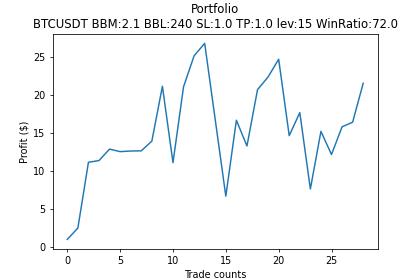 Portfolio
BTCUSDT BBM:2.1 BBL:240 SL:1.0 TP:1.0 lev:15 WinRatio:72.0
25
20
15
10
5
0
Profit ($)
0 5 10 15 20 25
Trade counts